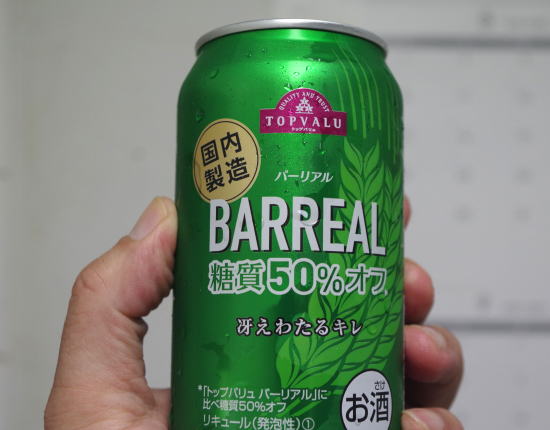 QUALITY AND TRUST
TOPVALU
トップバリュ
国内
製造
バーリアル
BARREAL
糖質50%オフ*
冴えわたるキレ
*「トップバリュ バーリアル」に
比べ糖質50%オフ
リキュール(発泡性)①
さけ
お酒